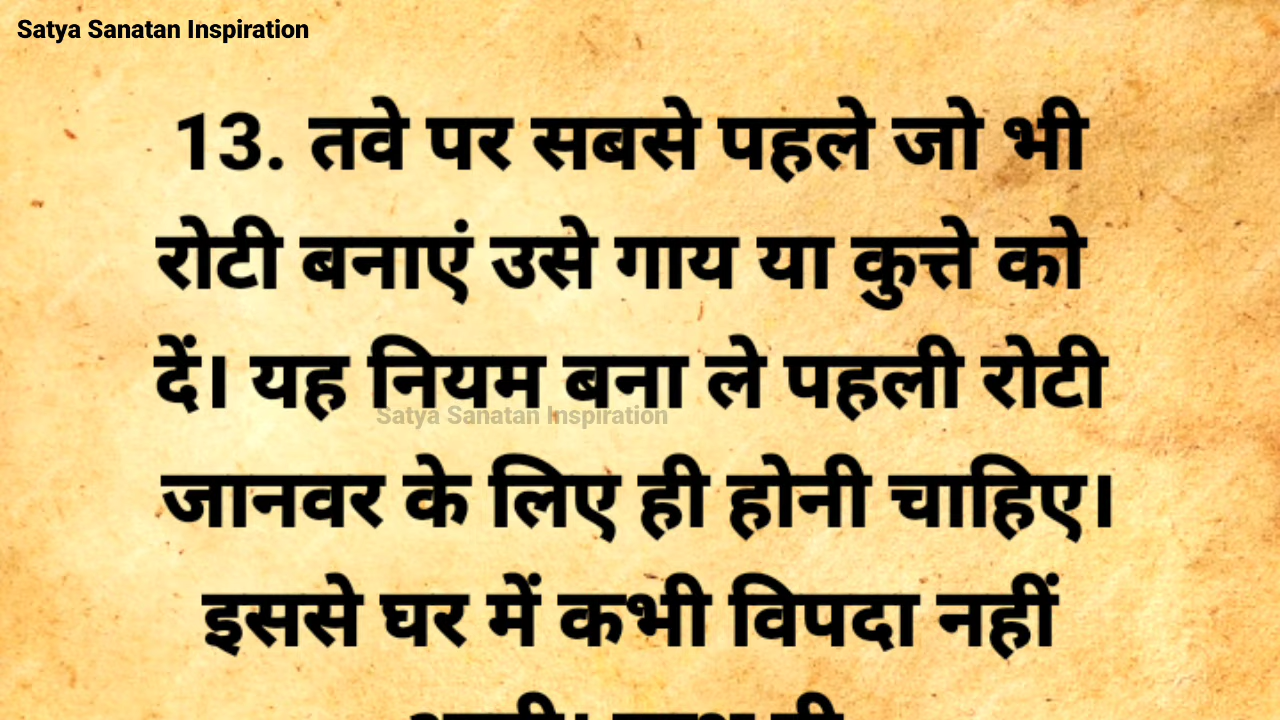 Satya Sanatan Inspiration
13. तवे पर सबसे पहले जो भी
रोटी बनाएं उसे गाय या कुत्ते को
दें। यह नियम बना ले पहली रोटी
Satya Sanatan Inspiration
जानवर के लिए ही होनी चाहिए।
इससे घर में कभी विपदा नहीं